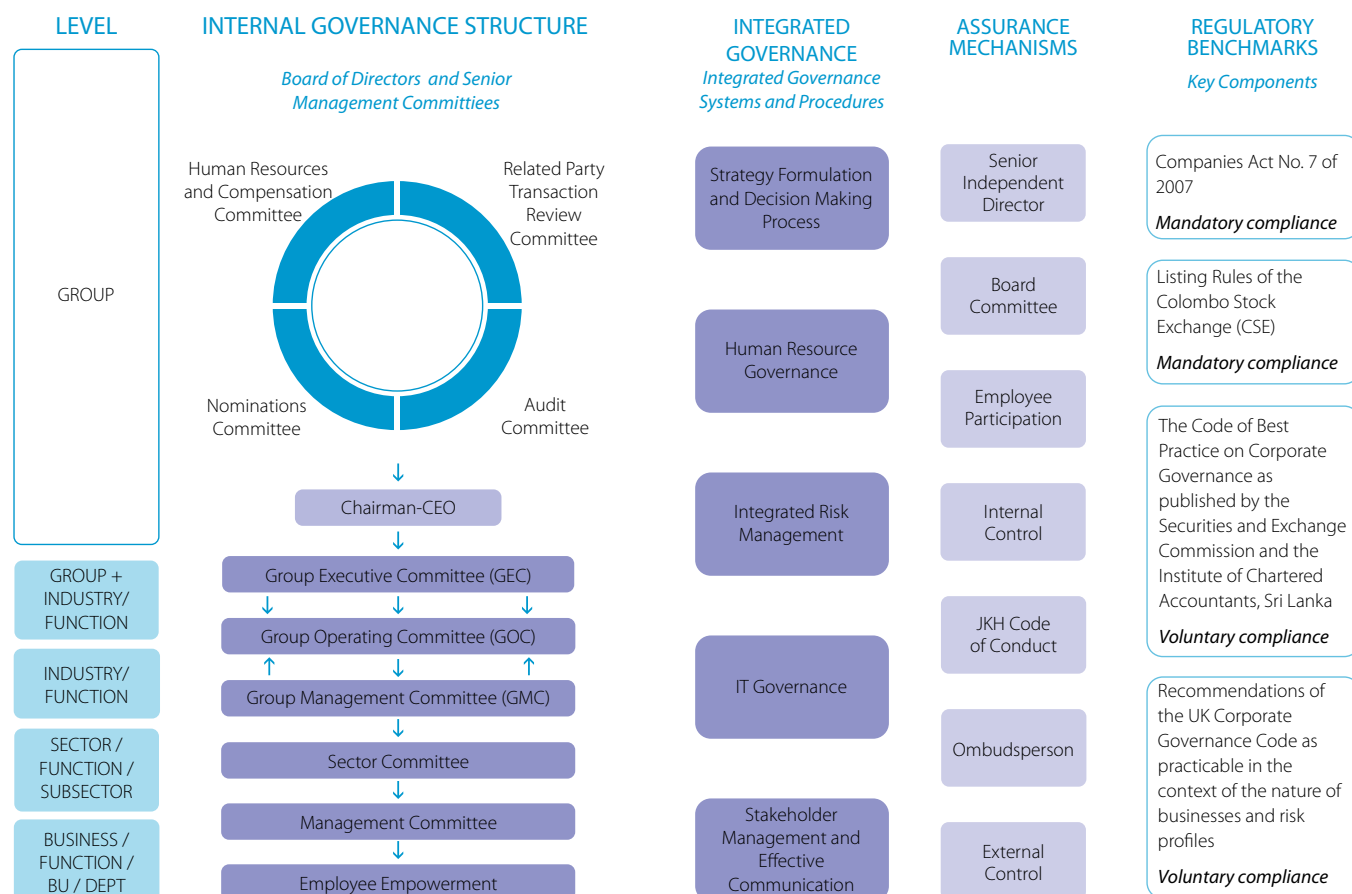 LEVEL
GROUP
GROUP +
INDUSTRY/
FUNCTION
INDUSTRY/
FUNCTION
SECTOR /
FUNCTION /
SUBSECTOR
BUSINESS /
FUNCTION /
BU / DEPT
INTERNAL GOVERNANCE STRUCTURE
Board of Directors and Senior
Management Committiees
Human Resources
and Compensation
Committee
Related Party
Transaction
Review
Committee
Nominations
Committee
Audit
Committee
Chairman-CEO
Group Executive Committee (GEC)
Group Operating Committee (GOC)
Group Management Committee (GMC)
Sector Committee
Management Committee
Employee Empowerment
INTEGRATED
GOVERNANCE
Integrated Governance
Systems and Procedures
Strategy Formulation
and Decision Making
Process
Human Resource
Governance
Integrated Risk
Management
IT Governance
Stakeholder
Management and
Effective
Communication
ASSURANCE
MECHANISMS
Senior
Independent
Director
Board
Committee
Employee
Participation
Internal
Control
JKH Code
of Conduct
Ombudsperson
External
Control
REGULATORY
BENCHMARKS
Key Components
Companies Act No. 7 of
2007
Mandatory compliance
Listing Rules of the
Colombo Stock
Exchange (CSE)
Mandatory compliance
The Code of Best
Practice on Corporate
Governance as
published by the
Securities and Exchange
Commission and the
Institute of Chartered
Accountants, Sri Lanka
Voluntary compliance
Recommendations of
the UK Corporate
Governance Code as
practicable in the
context of the nature of
businesses and risk
profiles
Voluntary compliance